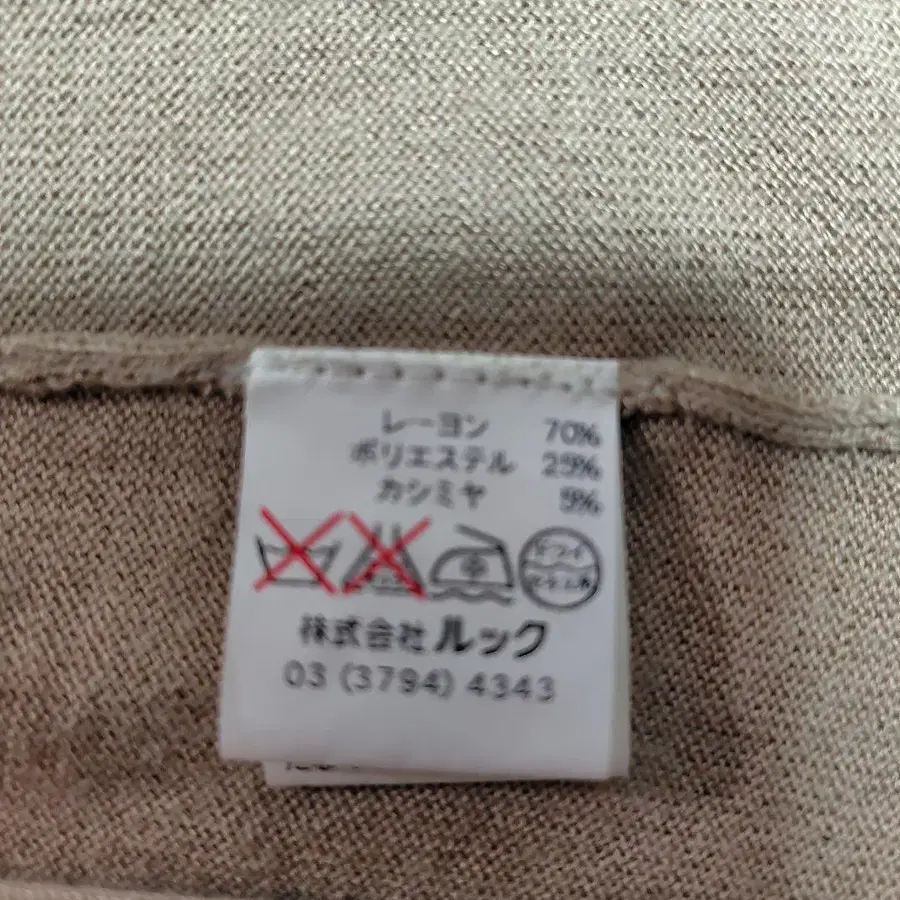 レーヨン 70%
ポリエステル 25%
カシミヤ 5%
株式会社 ルック
03 (3794) 4343